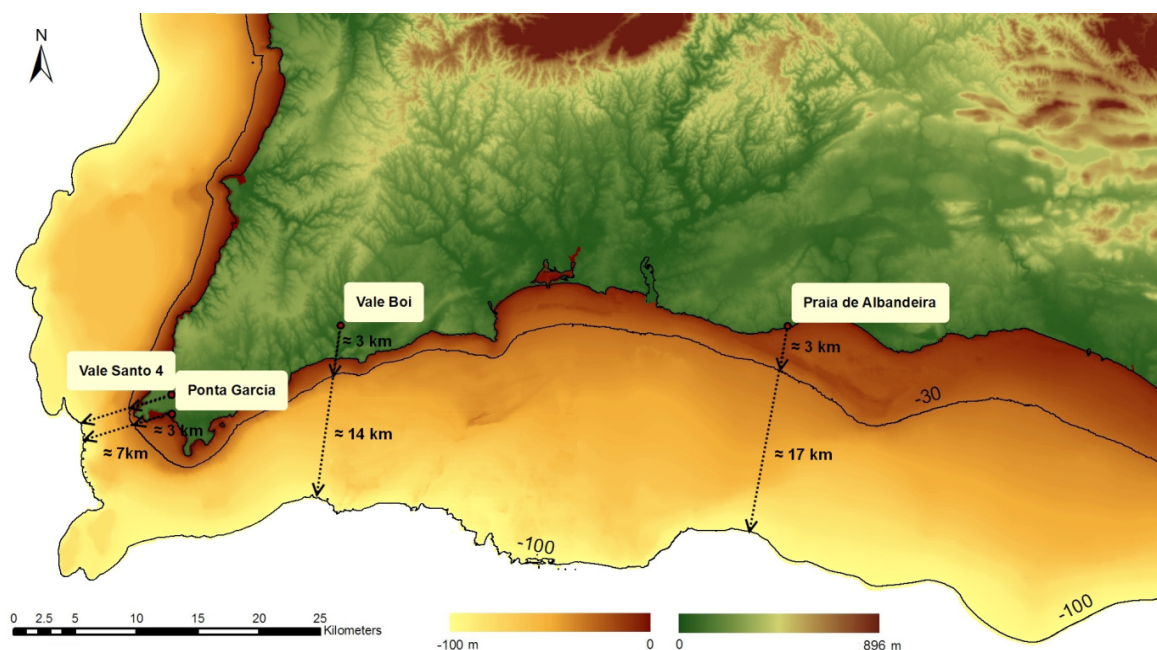 N
Vale Boi
Praia de Albandeira
≈ 3 km
≈ 3 km
Vale Santo 4
Ponta Garcia
-30
≈ 3 km
≈ 14 km
≈ 7km
≈ 17 km
-100
-100
0 2.5 5 10 15 20 25
Kilometers
-100 m 0
0 896 m